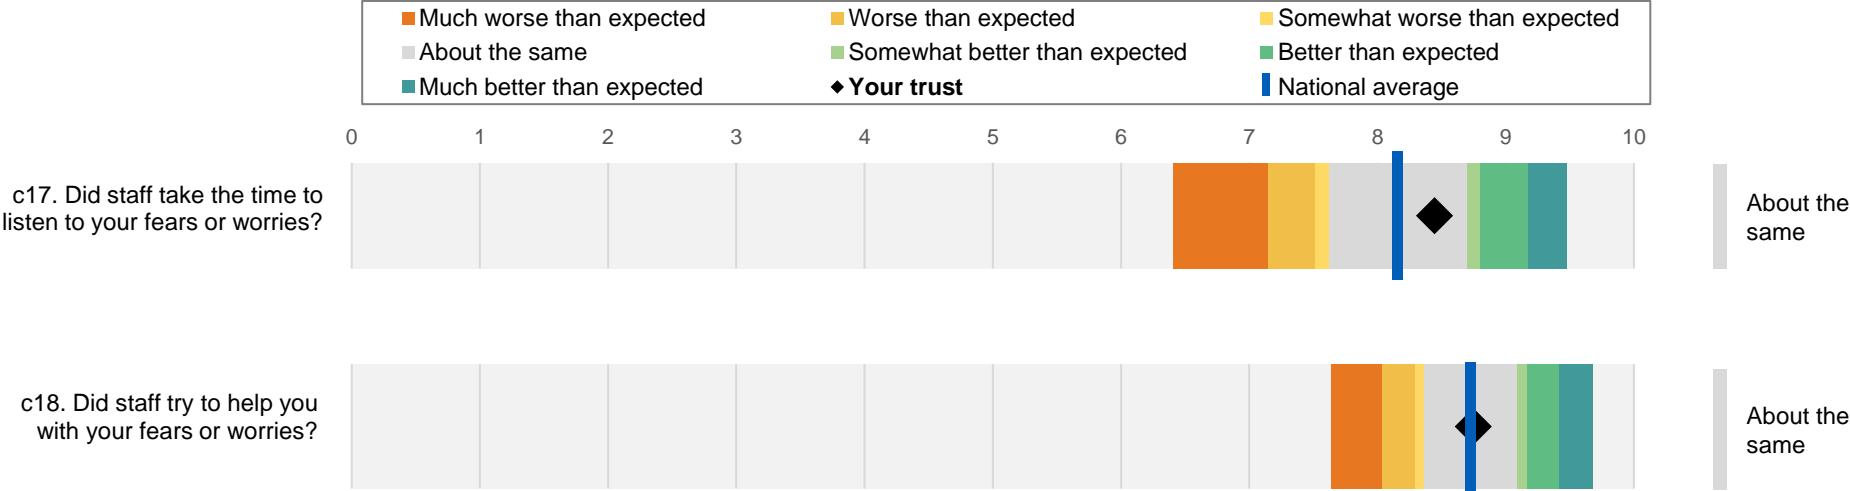 Much worse than expected
Worse than expected
Somewhat worse than expected
About the same
Somewhat better than expected
Better than expected
Much better than expected
Your trust
National average
0 1 2 3 4 5 6 7 8 9 10
c17. Did staff take the time to
listen to your fears or worries?
About the
same
c18. Did staff try to help you
with your fears or worries?
About the
same